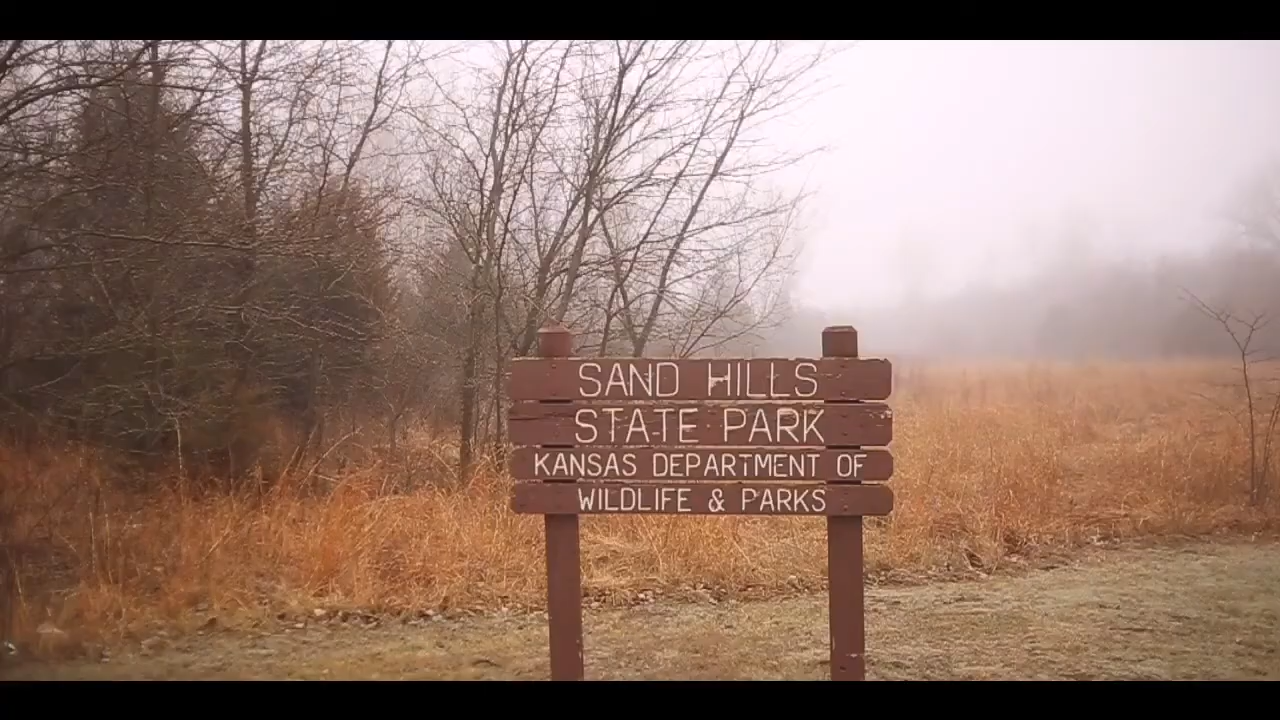 SAND HILLS
STATE PARK
KANSAS DEPARTMENT OF
WILDLIFE & PARKS